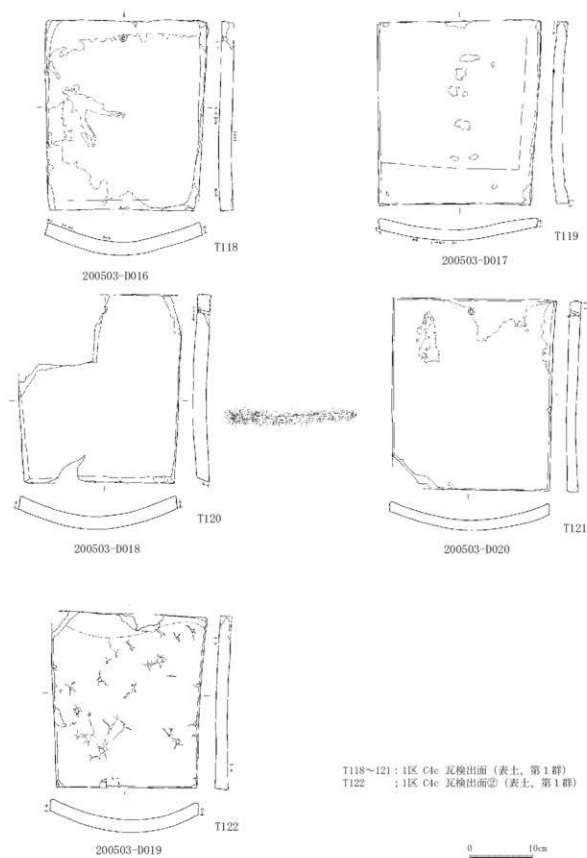 T118
200503-D016
T119
200503-D017
T120
200503-D018
T121
200503-D020
T122
200503-D019
T118～121：1区 C4c 瓦検出面（表土、第１群）
T122　　：1区 C4c 瓦検出面②（表土、第１群）
0　　10cm